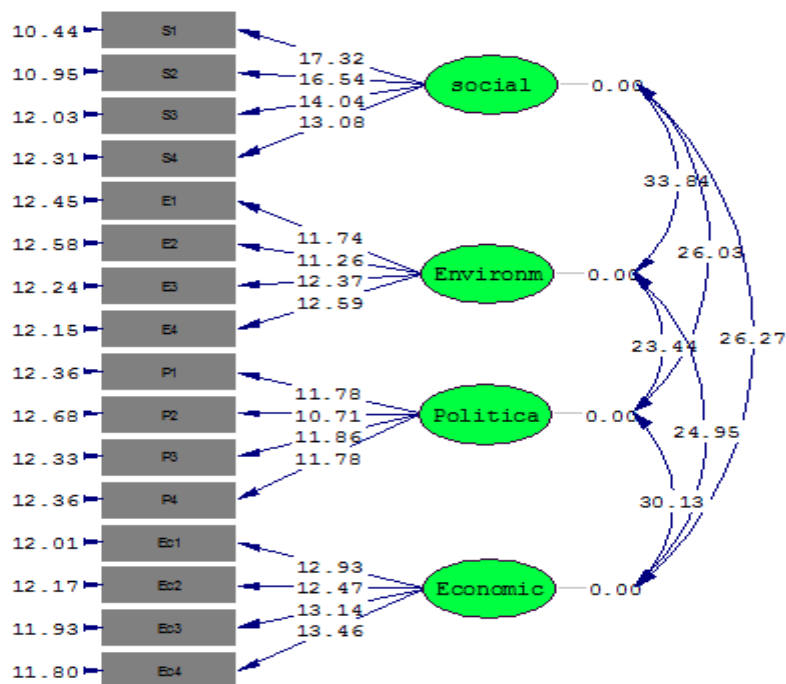 10.44 S1
17.32
10.95 S2
16.54
social 0.00
12.03 S3
14.04
12.31 S4
13.08
33.84
12.45 E1
11.74
12.58 E2
11.26
26.03
12.24 E3
12.37
Environm 0.00
12.15 E4
12.59
23.44
26.27
12.36 P1
11.78
12.68 P2
10.71
Politica 0.00
12.33 P3
11.86
24.95
12.36 P4
11.78
30.13
12.01 Ec1
12.93
12.17 Ec2
12.47
Economic 0.00
11.93 Ec3
13.14
11.80 Ec4
13.46